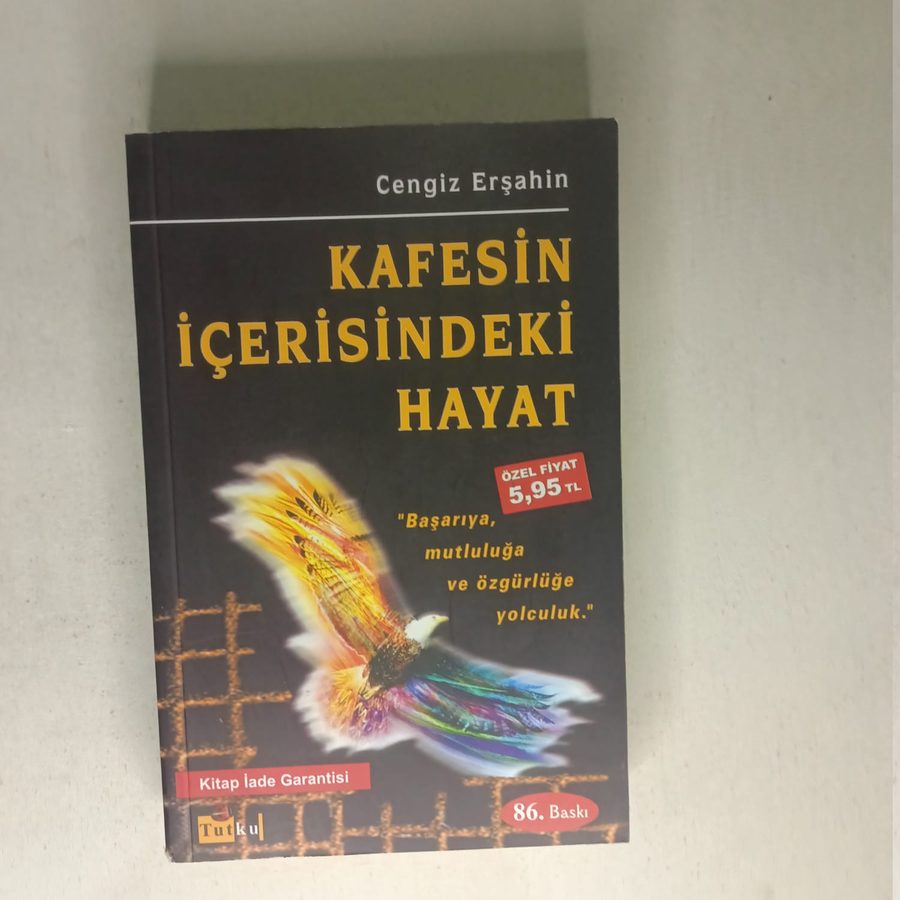 Cengiz Erşahin
KAFESİN
İÇERİSİNDEKİ
HAYAT
ÖZEL FİYAT
5,95 TL
"Başarıya,
mutluluğa
ve özgürlüğe
yolculuk."
Kitap İade Garantisi
Tutku
86. Baskı